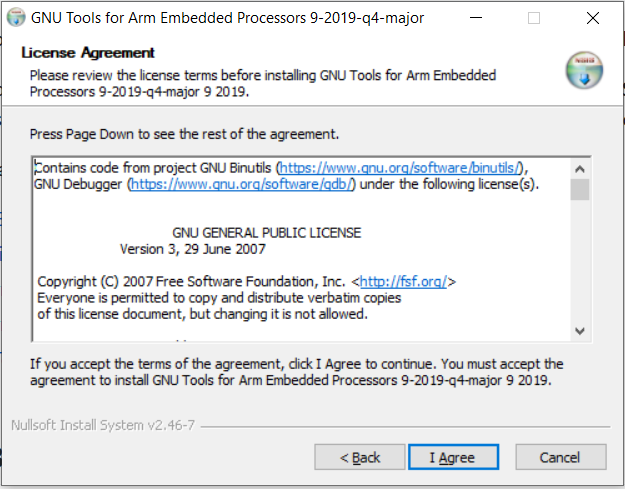 GNU Tools for Arm Embedded Processors 9-2019-q4-major
License Agreement
Please review the license terms before installing GNU Tools for Arm Embedded
Processors 9-2019-q4-major 9 2019.
Press Page Down to see the rest of the agreement.
Contains code from project GNU Binutils (https://www.gnu.org/software/binutils/),
GNU Debugger (https://www.gnu.org/software/gdb/) under the following license(s).
GNU GENERAL PUBLIC LICENSE
Version 3, 29 June 2007
Copyright (C) 2007 Free Software Foundation, Inc. <http://fsf.org/>
Everyone is permitted to copy and distribute verbatim copies
of this license document, but changing it is not allowed.
If you accept the terms of the agreement, click I Agree to continue. You must accept the
agreement to install GNU Tools for Arm Embedded Processors 9-2019-q4-major 9 2019.
Nullsoft Install System v2.46-7
< Back
I Agree
Cancel